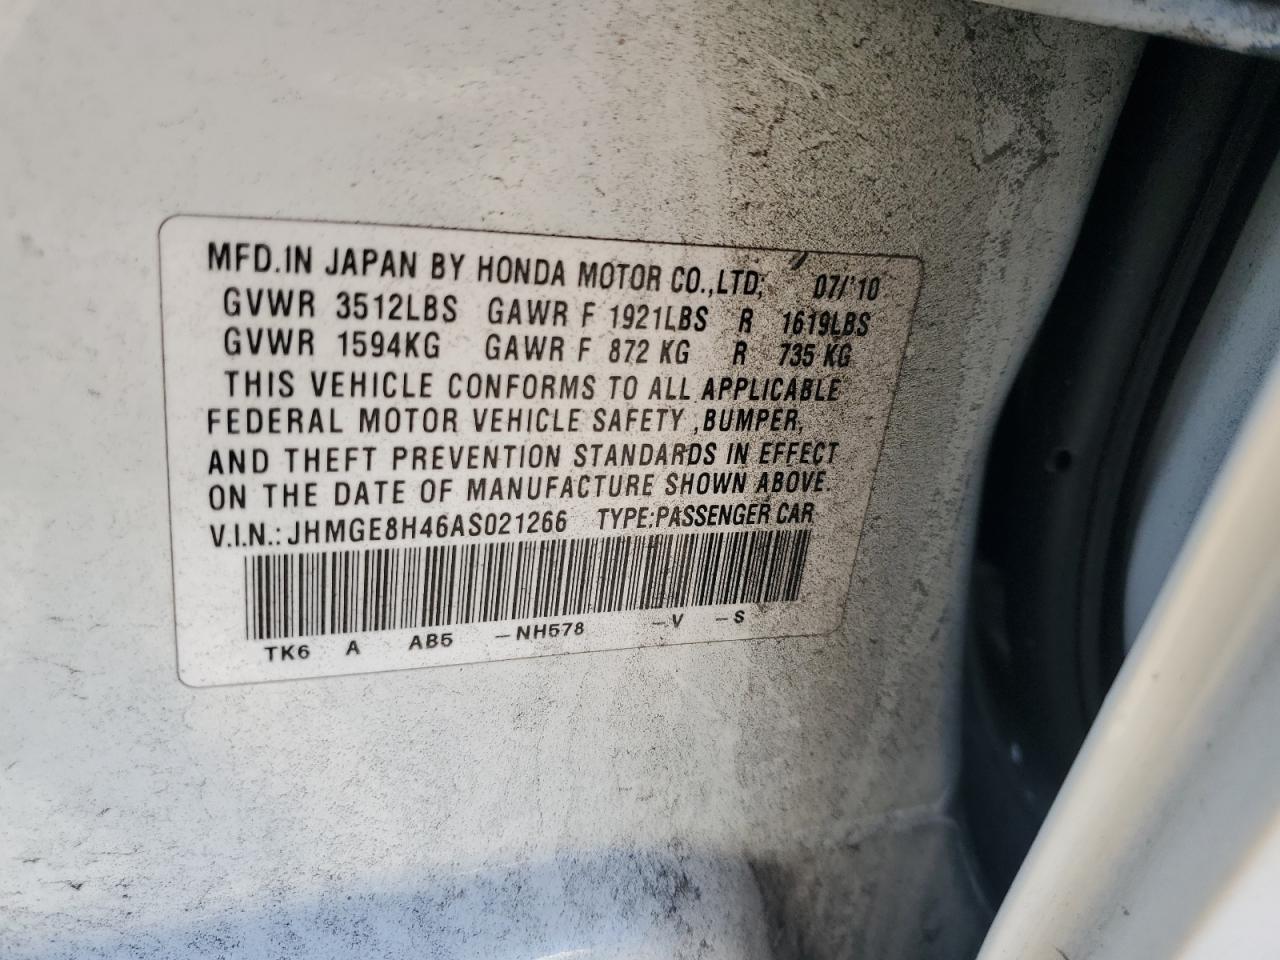 MFD.IN JAPAN BY HONDA MOTOR CO.,LTD; 07/'10
GVWR 3512LBS GAWR F 1921LBS R 1619LBS
GVWR 1594KG GAWR F 872 KG R 735 KG
THIS VEHICLE CONFORMS TO ALL APPLICABLE
FEDERAL MOTOR VEHICLE SAFETY ,BUMPER,
AND THEFT PREVENTION STANDARDS IN EFFECT
ON THE DATE OF MANUFACTURE SHOWN ABOVE.
V.I.N.: JHMGE8H46AS021266 TYPE:PASSENGER CAR
TK6 A AB5 -NH578 -V -S